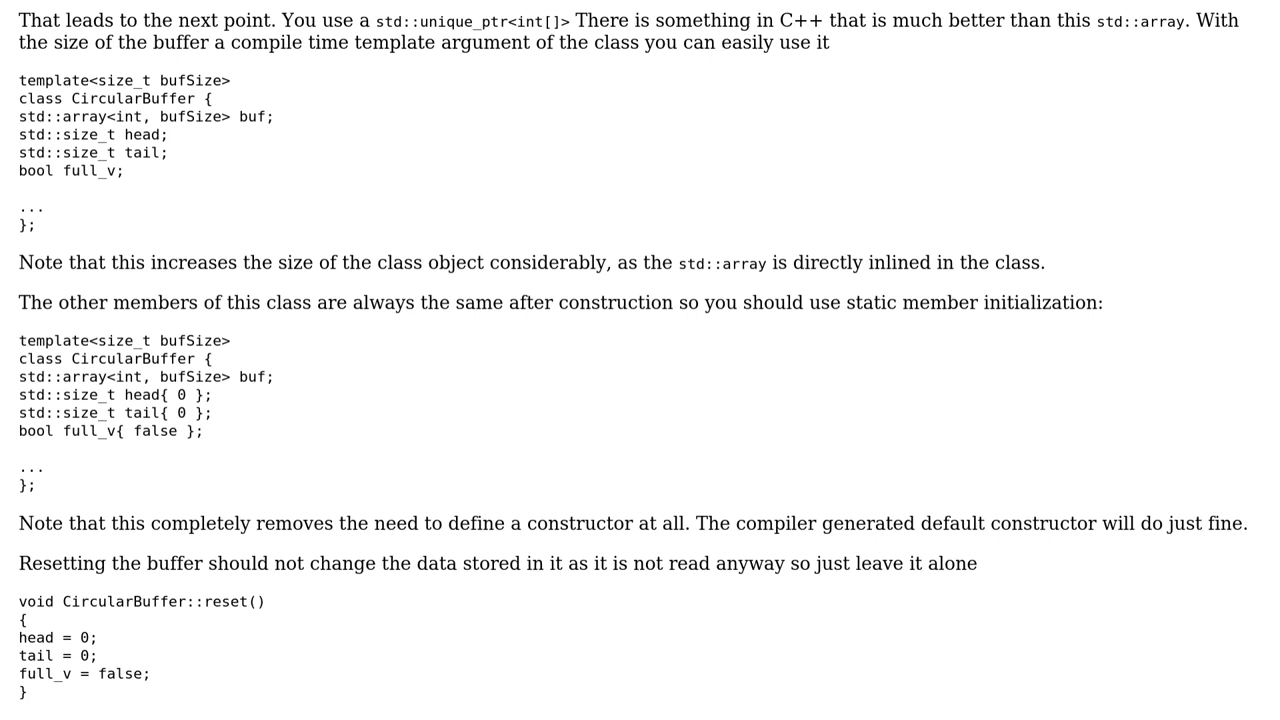 That leads to the next point. You use a std::unique_ptr<int[]> There is something in C++ that is much better than this std::array. With
the size of the buffer a compile time template argument of the class you can easily use it
template<size_t bufSize>
class CircularBuffer {
std::array<int, bufSize> buf;
std::size_t head;
std::size_t tail;
bool full_v;
...
};
Note that this increases the size of the class object considerably, as the std::array is directly inlined in the class.
The other members of this class are always the same after construction so you should use static member initialization:
template<size_t bufSize>
class CircularBuffer {
std::array<int, bufSize> buf;
std::size_t head{ 0 };
std::size_t tail{ 0 };
bool full_v{ false };
...
};
Note that this completely removes the need to define a constructor at all. The compiler generated default constructor will do just fine.
Resetting the buffer should not change the data stored in it as it is not read anyway so just leave it alone
void CircularBuffer::reset()
{
head = 0;
tail = 0;
full_v = false;
}